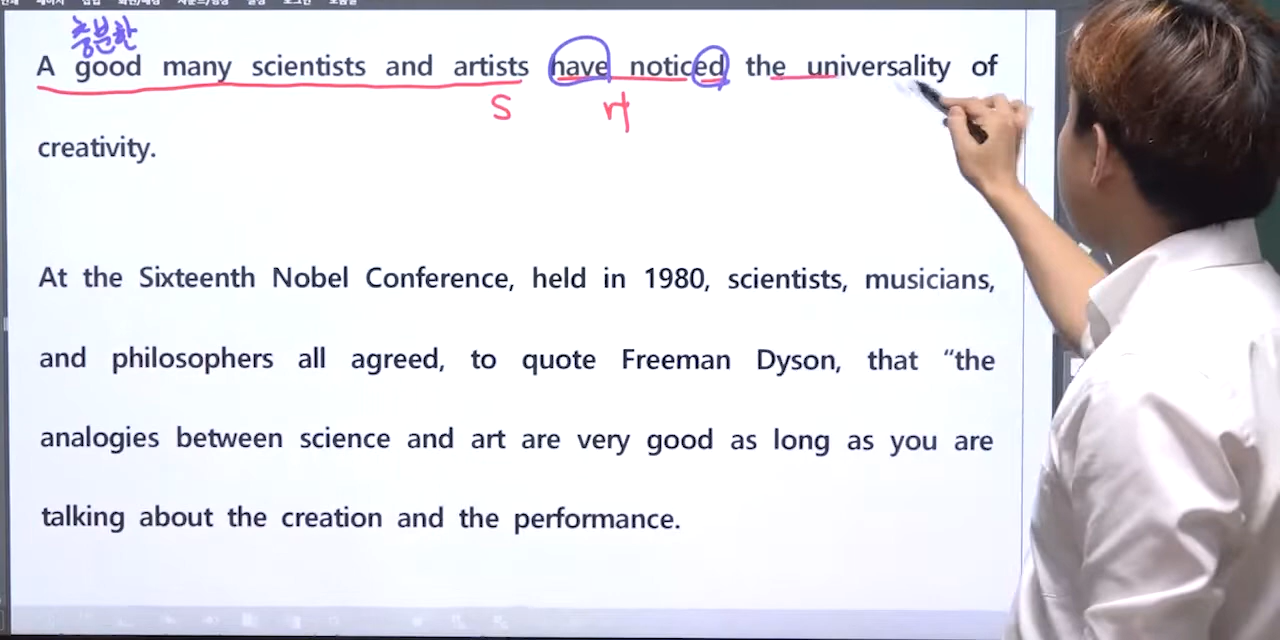 충분한
A good many scientists and artists have noticed the universality of
S
creativity.
At the Sixteenth Nobel Conference, held in 1980, scientists, musicians,
and philosophers all agreed, to quote Freeman Dyson, that “the
analogies between science and art are very good as long as you are
talking about the creation and the performance.